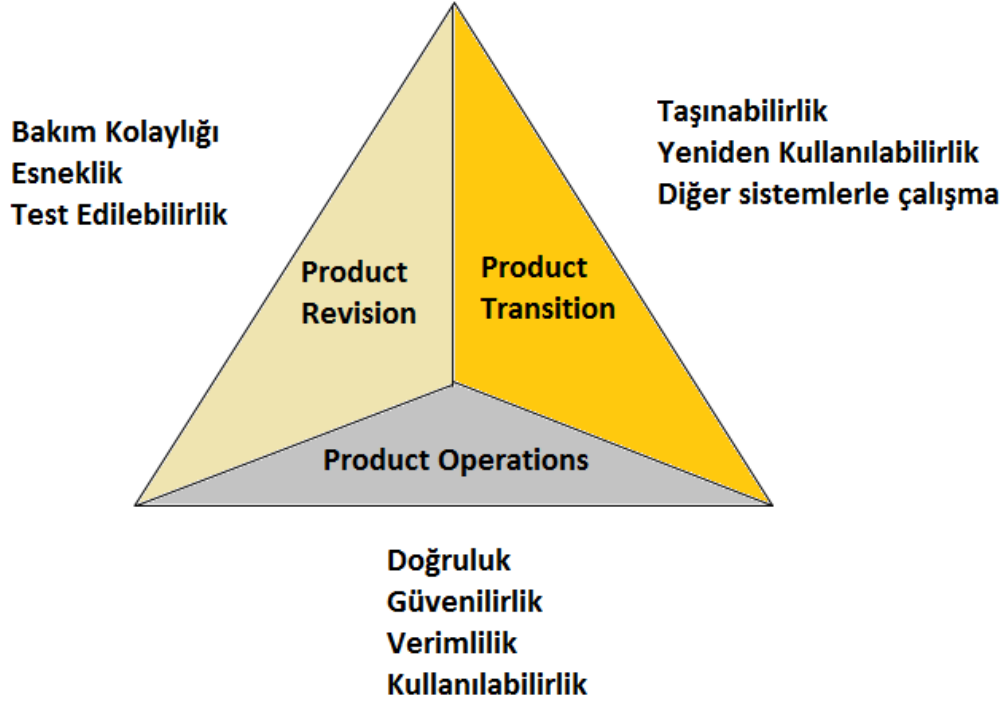 Bakım Kolaylığı
Esneklik
Test Edilebilirlik
Taşınabilirlik
Yeniden Kullanılabilirlik
Diğer sistemlerle çalışma
Product
Revision
Product
Transition
Product Operations
Doğruluk
Güvenilirlik
Verimlilik
Kullanılabilirlik